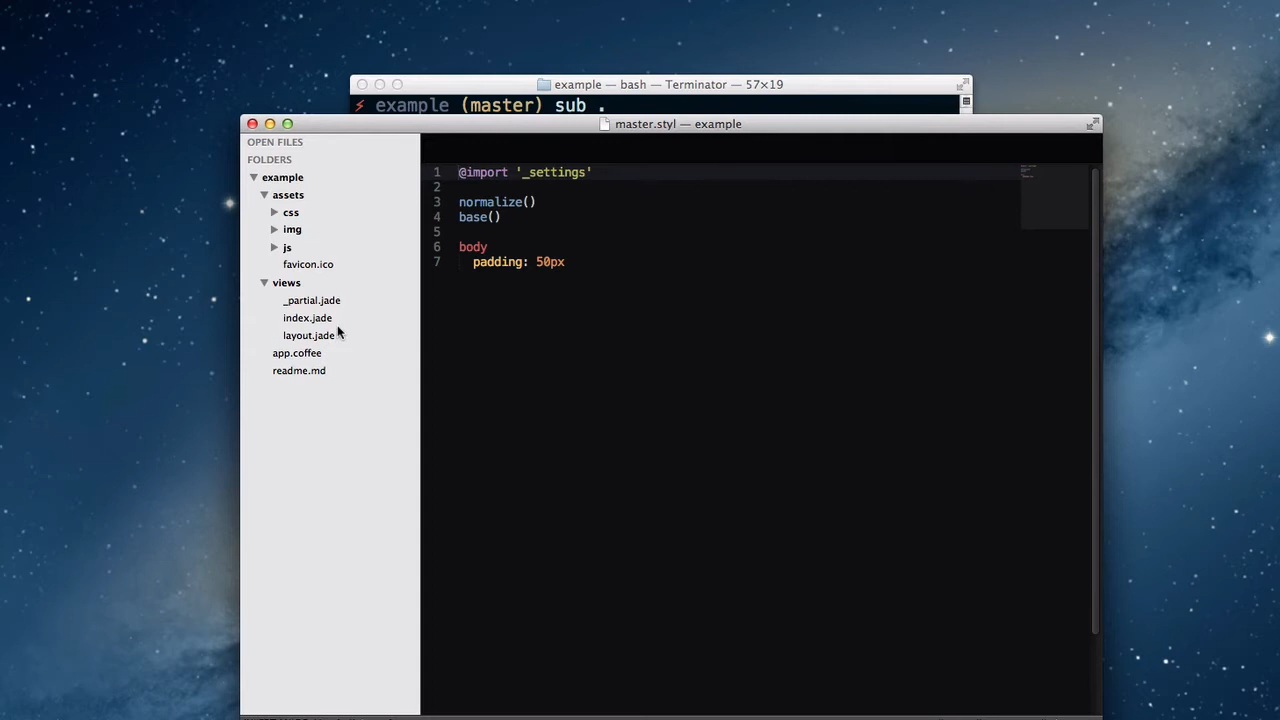 example — bash — Terminator — 57×19
⚡ example (master) sub .
master.styl — example
OPEN FILES
FOLDERS
example
assets
css
img
js
favicon.ico
views
_partial.jade
index.jade
layout.jade
app.coffee
readme.md
1 @import '_settings'
2
3 normalize()
4 base()
5
6 body
7 padding: 50px